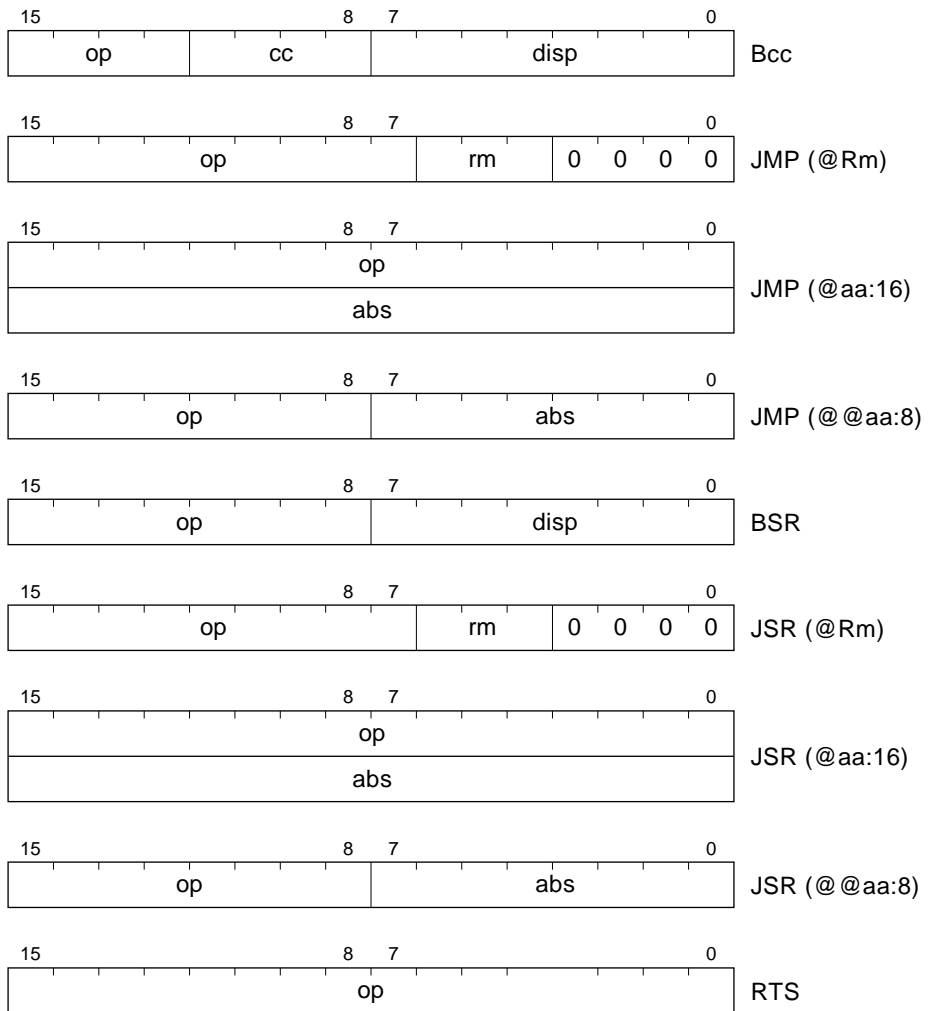 15 8 7 0
op cc disp Bcc
15 8 7 0
op rm 0 0 0 0 JMP (@Rm)
15 8 7 0
op
JMP (@aa:16)
abs
15 8 7 0
op abs JMP (@@aa:8)
15 8 7 0
op disp BSR
15 8 7 0
op rm 0 0 0 0 JSR (@Rm)
15 8 7 0
op
JSR (@aa:16)
abs
15 8 7 0
op abs JSR (@@aa:8)
15 8 7 0
op RTS